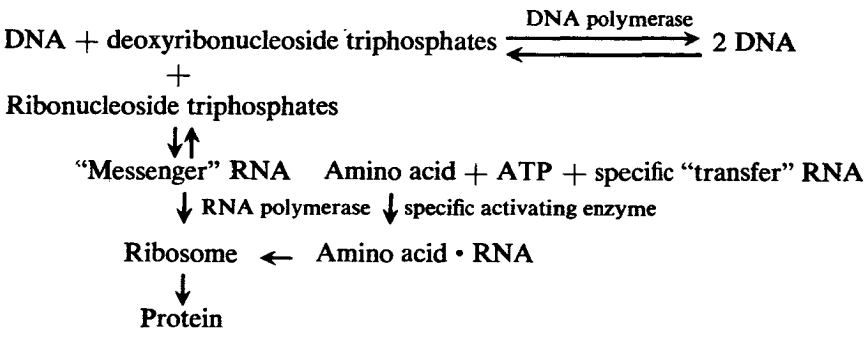 DNA polymerase
DNA + deoxyribonucleoside triphosphates ⇄ 2 DNA
+
Ribonucleoside triphosphates
↓↑
“Messenger” RNA Amino acid + ATP + specific “transfer” RNA
↓ RNA polymerase ↓ specific activating enzyme
Ribosome ← Amino acid · RNA
↓
Protein